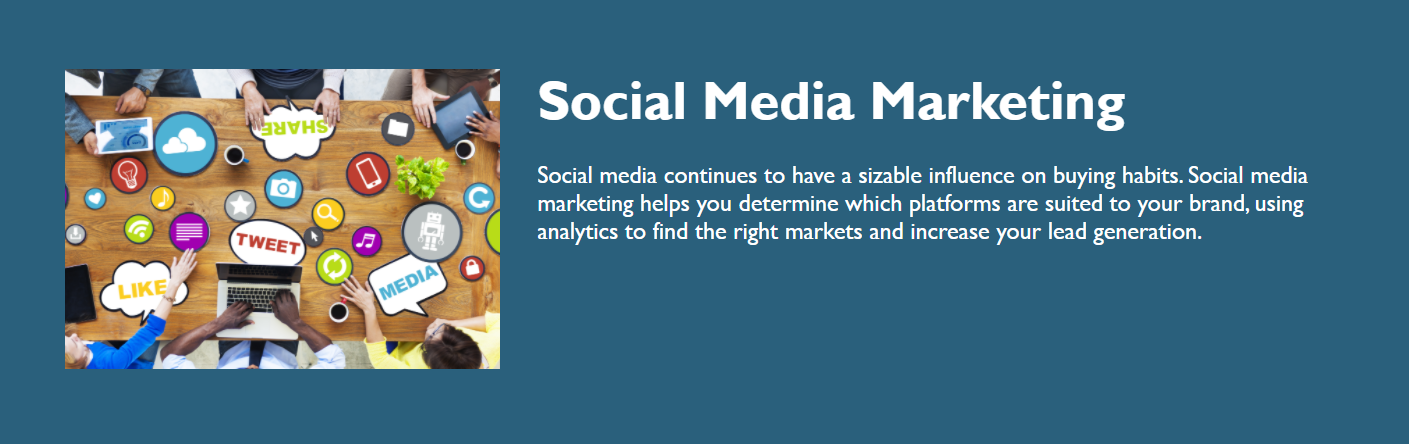 Social Media Marketing
Social media continues to have a sizable influence on buying habits. Social media
marketing helps you determine which platforms are suited to your brand, using
analytics to find the right markets and increase your lead generation.
SHARE
TWEET
LIKE
MEDIA